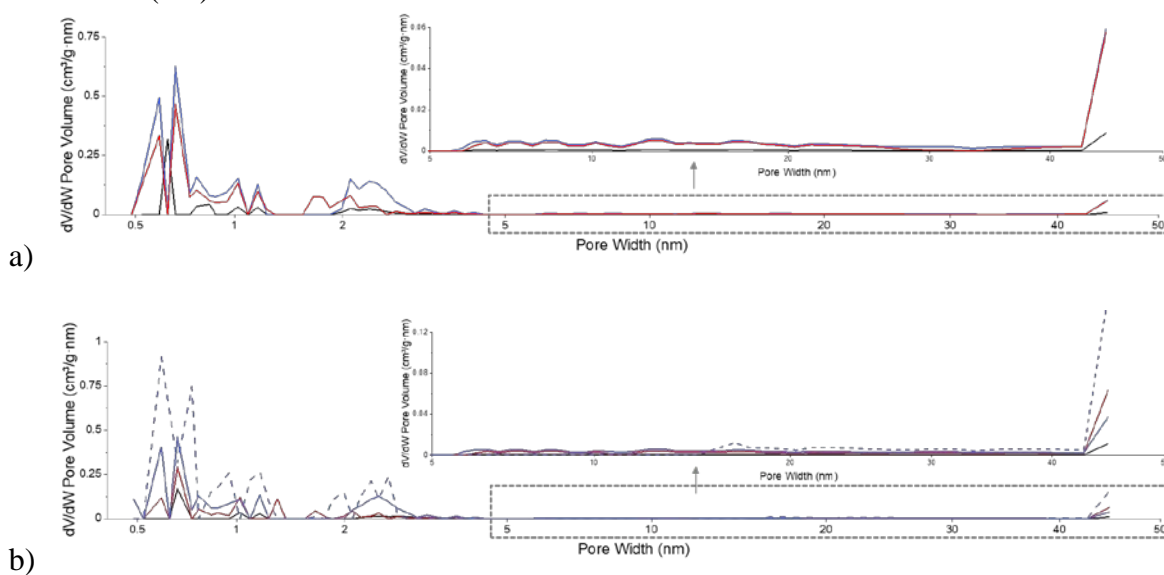 0.75
0.5
0.25
0
dV/dW Pore Volume (cm³/g·nm)
0.06
0.04
0.02
0
dV/dW Pore Volume (cm³/g·nm)
5 10 20 30 40 50
Pore Width (nm)
0.5 1 2 5 10 20 30 40 50
Pore Width (nm)
a)
1
0.75
0.5
0.25
0
dV/dW Pore Volume (cm³/g·nm)
0.12
0.08
0.04
0
dV/dW Pore Volume (cm³/g·nm)
5 10 20 30 40
Pore Width (nm)
0.5 1 2 5 10 20 30 40 50
Pore Width (nm)
b)